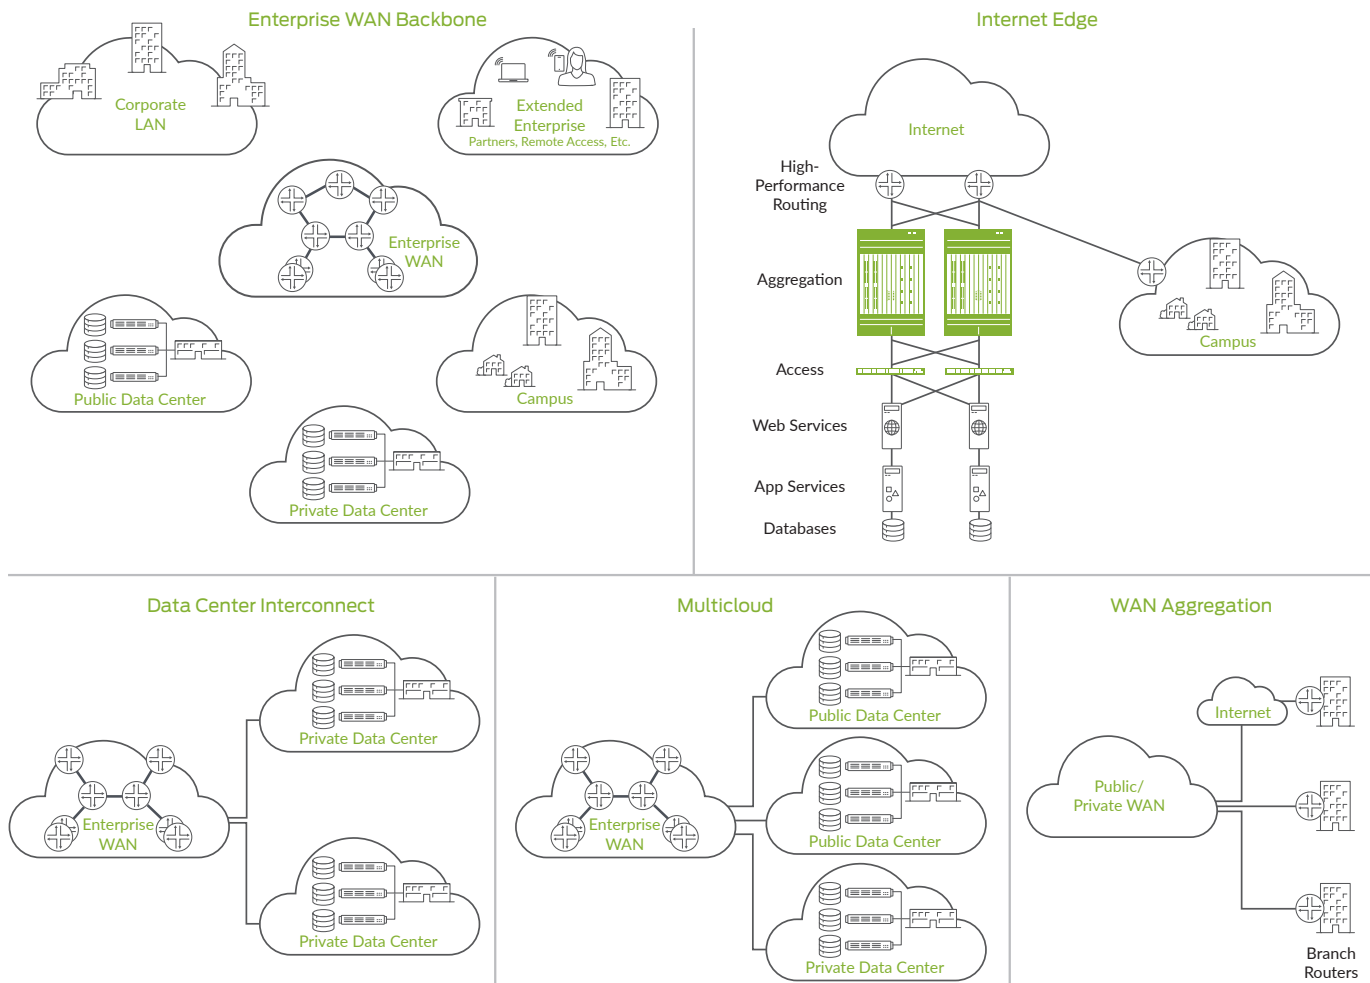 Enterprise WAN Backbone
Corporate
LAN
Extended
Enterprise
Partners, Remote Access, Etc.
Enterprise
WAN
Public Data Center
Campus
Private Data Center
Internet Edge
Internet
High-
Performance
Routing
Aggregation
Campus
Access
Web Services
App Services
Databases
Data Center Interconnect
Private Data Center
Enterprise
WAN
Private Data Center
Multicloud
Public Data Center
Enterprise
WAN
Public Data Center
Private Data Center
WAN Aggregation
Internet
Public/
Private WAN
Branch
Routers